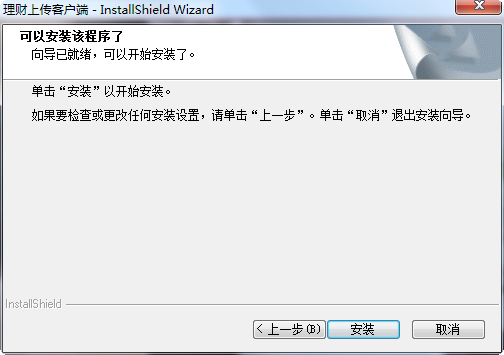 理财上传客户端 - InstallShield Wizard
可以安装该程序了
向导已就绪，可以开始安装了。
单击“安装”以开始安装。
如果要检查或更改任何安装设置，请单击“上一步”。单击“取消”退出安装向导。
InstallShield
< 上一步(B)
安装
取消